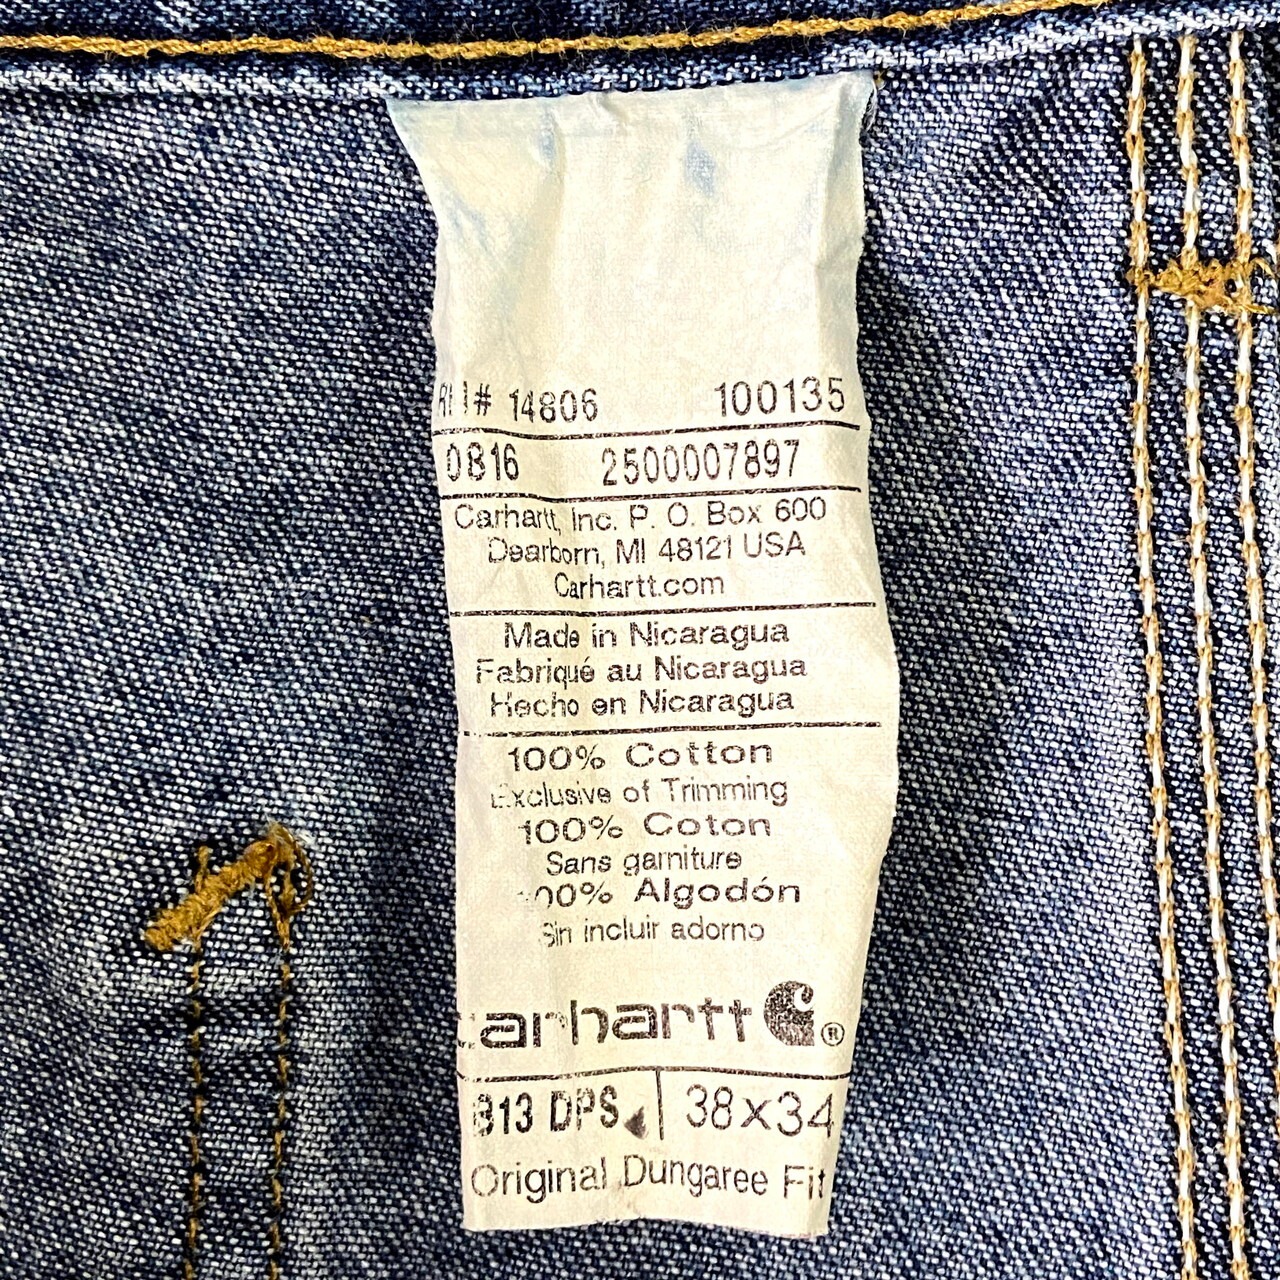 14806 100135
0816 2500007897
Carhartt, Inc. P. O. Box 600
Dearborn, MI 48121 USA
Carhartt.com
Made in Nicaragua
Fabriqué au Nicaragua
Hecho en Nicaragua
100% Cotton
Exclusive of Trimming
100% Coton
Sans garniture
100% Algodón
Sin incluir adorno
carhartt ®
813 DPS 38x34
Original Dungaree Fit